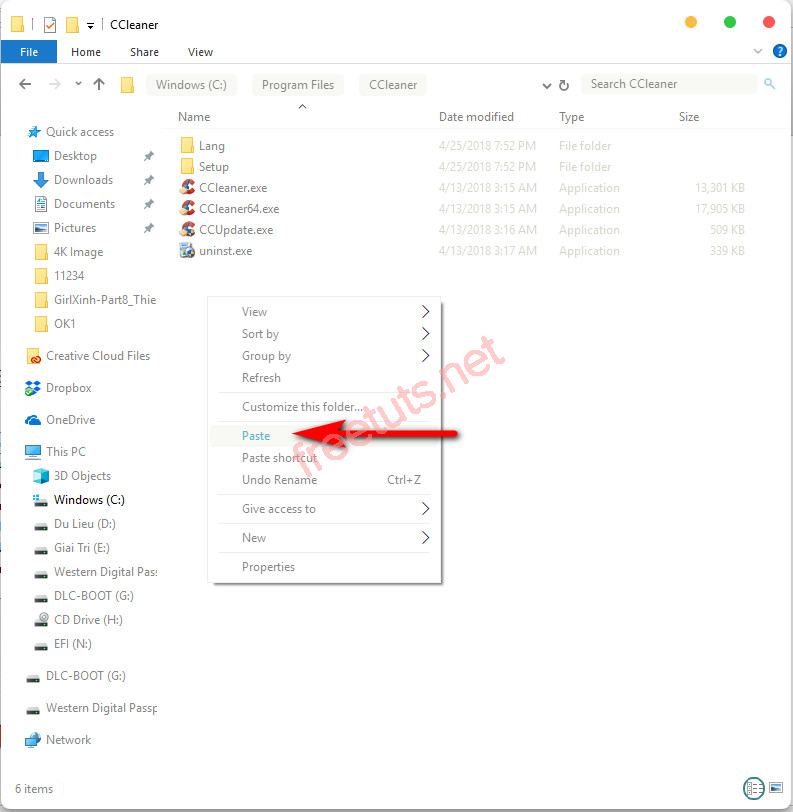 CCleaner
File Home Share View
Windows (C:) Program Files CCleaner Search CCleaner
Name Date modified Type Size
Quick access
Desktop
Downloads
Documents
Pictures
4K Image
11234
GirlXinh-Part8_Thie
OK1
Creative Cloud Files
Dropbox
OneDrive
This PC
3D Objects
Windows (C:)
Du Lieu (D:)
Giai Tri (E:)
Western Digital Pass
DLC-BOOT (G:)
CD Drive (H:)
EFI (N:)
DLC-BOOT (G:)
Western Digital Passp
Network
Lang 4/25/2018 7:52 PM File folder
Setup 4/25/2018 7:52 PM File folder
CCleaner.exe 4/13/2018 3:15 AM Application 13,301 KB
CCleaner64.exe 4/13/2018 3:15 AM Application 17,905 KB
CCUpdate.exe 4/13/2018 3:16 AM Application 509 KB
uninst.exe 4/13/2018 3:17 AM Application 339 KB
View
Sort by
Group by
Refresh
Customize this folder...
Paste
Paste shortcut
Undo Rename Ctrl+Z
Give access to
New
Properties
freetuts.net
6 items